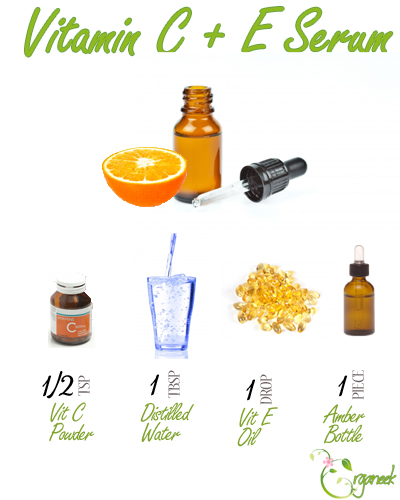 Vitamin C + E Serum
1/2 TSP
Vit C
Powder
1 TBSP
Distilled
Water
1 DROP
Vit E
Oil
1 PIECE
Amber
Bottle
Organeek